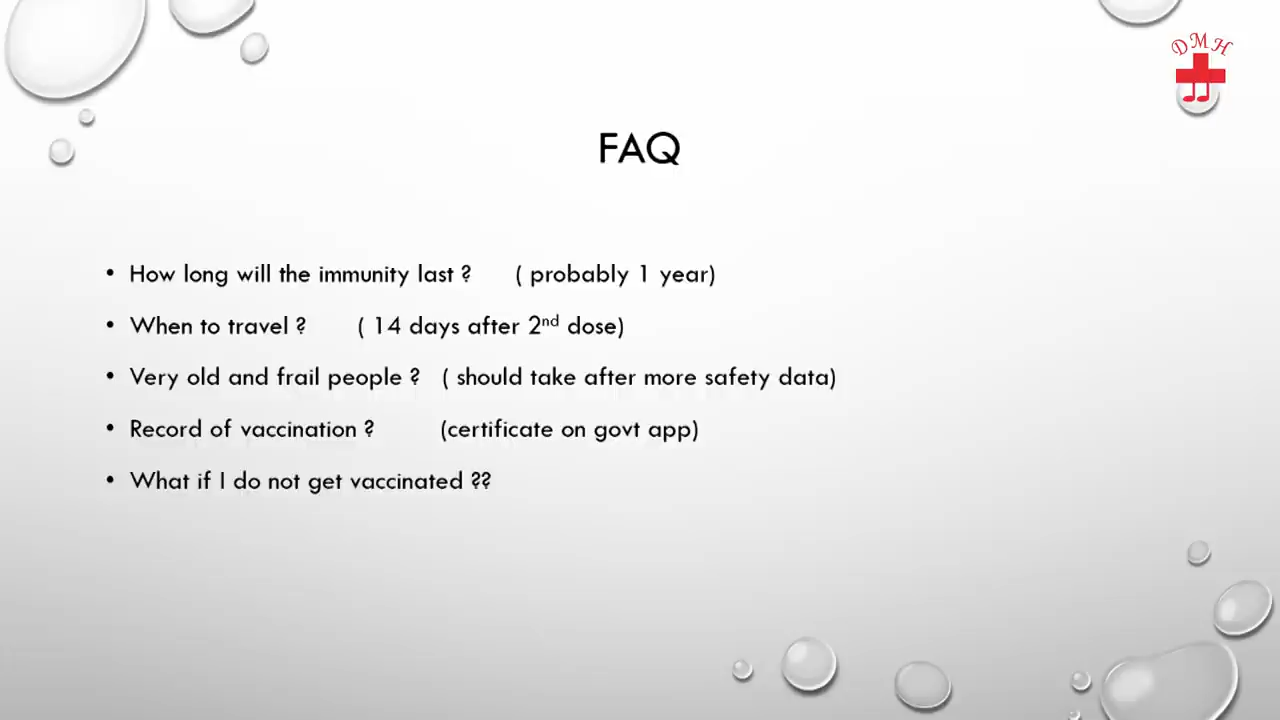 DMH
FAQ
• How long will the immunity last ? ( probably 1 year)
• When to travel ? ( 14 days after 2nd dose)
• Very old and frail people ? ( should take after more safety data)
• Record of vaccination ? (certificate on govt app)
• What if I do not get vaccinated ??